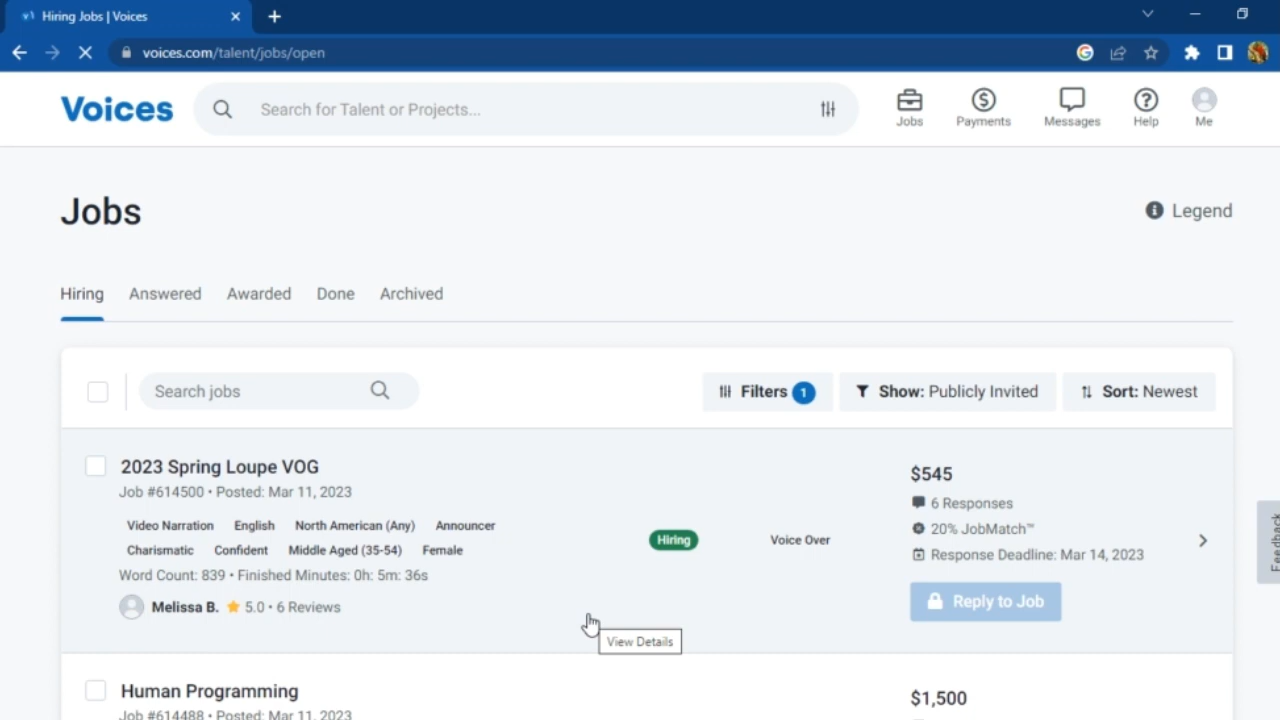 Hiring Jobs | Voices
voices.com/talent/jobs/open
Voices
Search for Talent or Projects...
Jobs
Payments
Messages
Help
Me
Jobs
Legend
Hiring Answered Awarded Done Archived
Search jobs
Filters 1
Show: Publicly Invited
Sort: Newest
2023 Spring Loupe VOG
Job #614500 • Posted: Mar 11, 2023
Video Narration English North American (Any) Announcer
Charismatic Confident Middle Aged (35-54) Female
Word Count: 839 • Finished Minutes: 0h: 5m: 36s
Melissa B. 5.0 • 6 Reviews
Hiring
Voice Over
$545
6 Responses
20% JobMatch™
Response Deadline: Mar 14, 2023
Reply to Job
View Details
Feedback
Human Programming
Job #614488 • Posted: Mar 11, 2023
$1,500